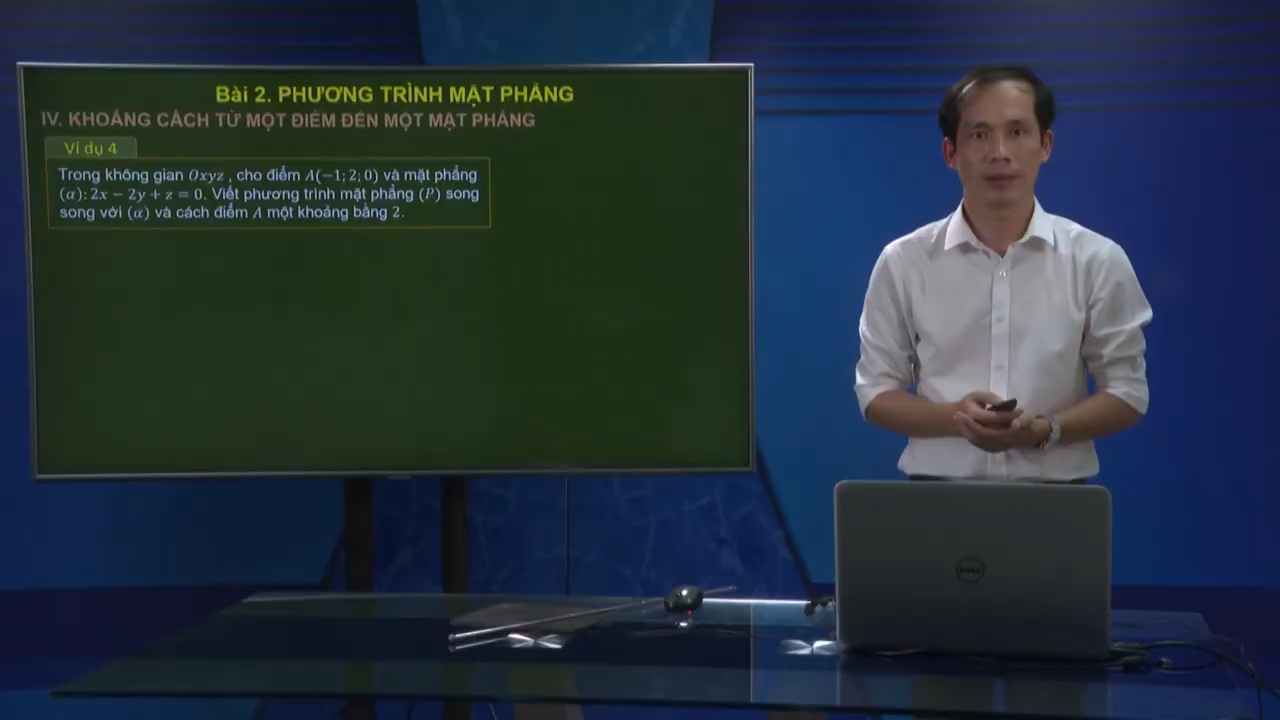 Bài 2. PHƯƠNG TRÌNH MẶT PHẲNG
IV. KHOẢNG CÁCH TỪ MỘT ĐIỂM ĐẾN MỘT MẶT PHẲNG
Ví dụ 4
Trong không gian Oxyz , cho điểm A(−1; 2; 0) và mặt phẳng
(α): 2x − 2y + z = 0. Viết phương trình mặt phẳng (P) song
song với (α) và cách điểm A một khoảng bằng 2.
DELL